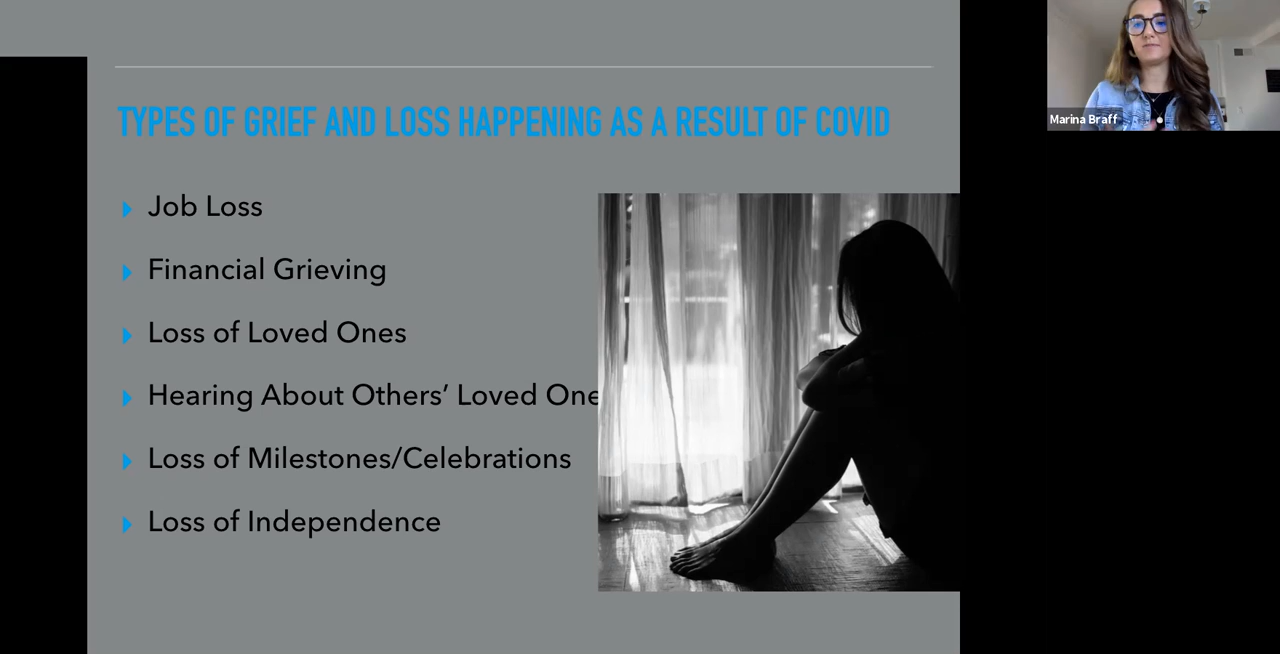 TYPES OF GRIEF AND LOSS HAPPENING AS A RESULT OF COVID
Job Loss
Financial Grieving
Loss of Loved Ones
Hearing About Others’ Loved One
Loss of Milestones/Celebrations
Loss of Independence
Marina Braff